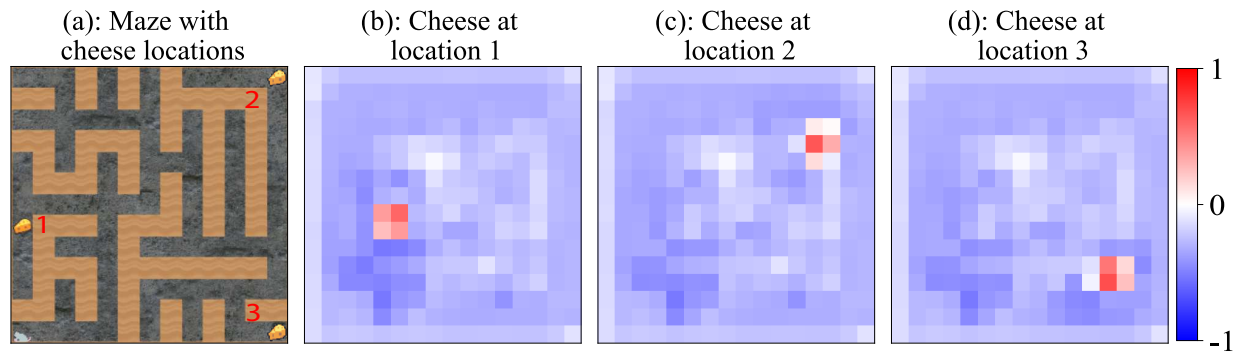 (a): Maze with
cheese locations
(b): Cheese at
location 1
(c): Cheese at
location 2
(d): Cheese at
location 3
2
1
3
1
0
-1